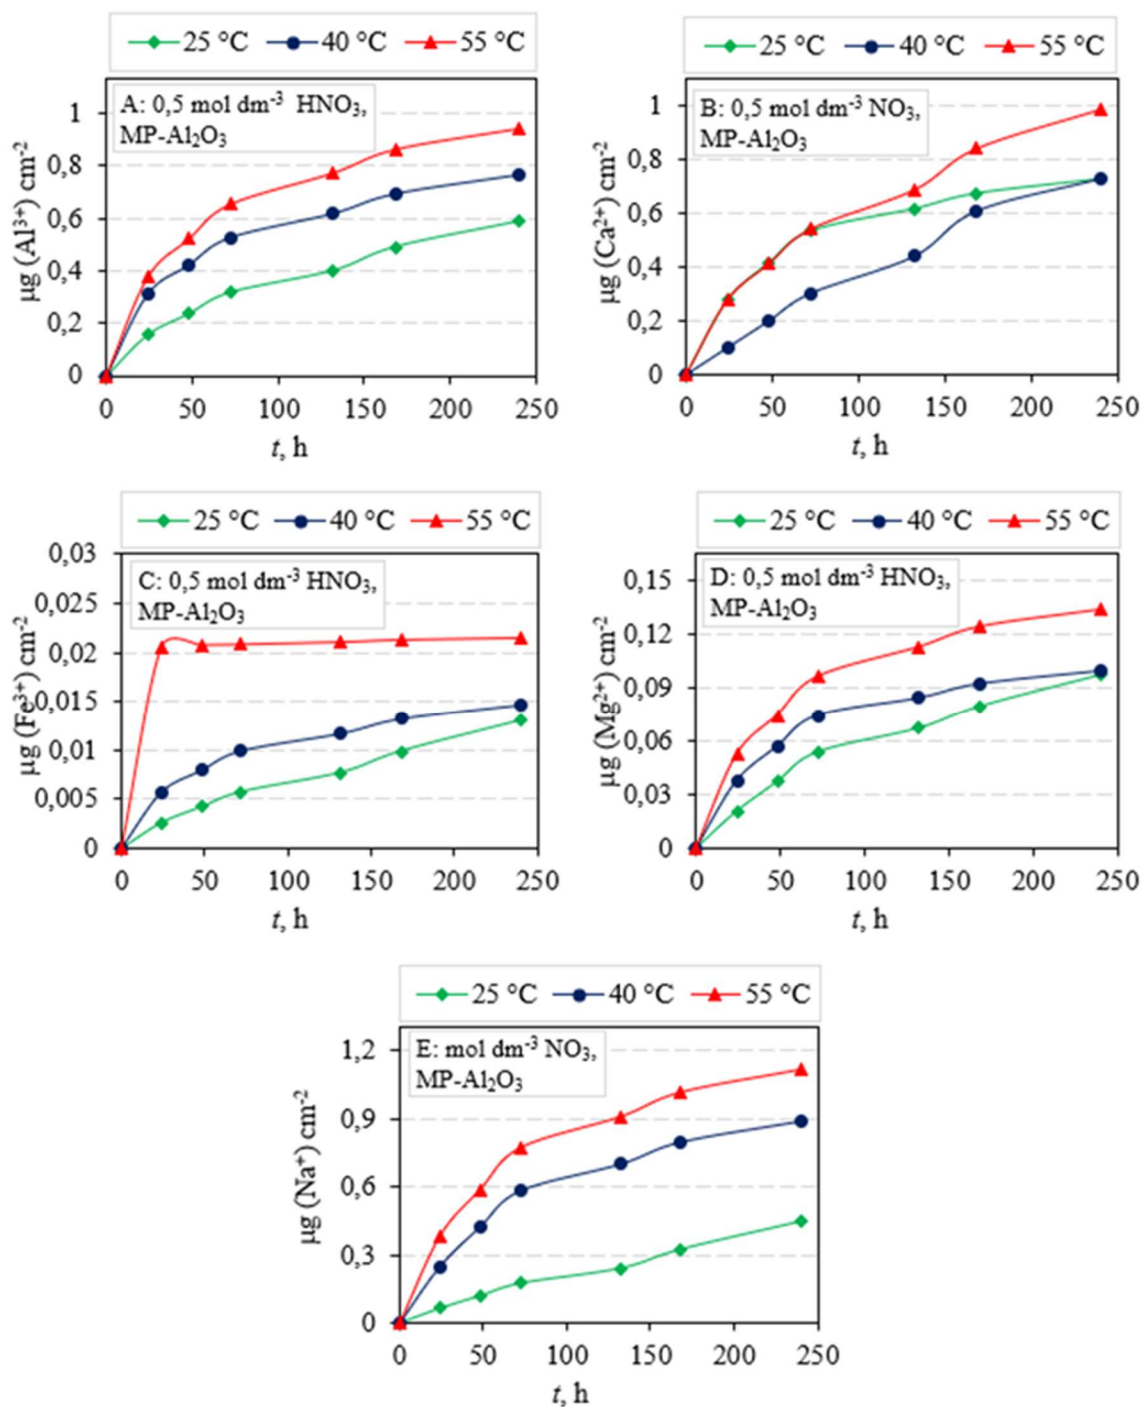 25 °C 40 °C 55 °C
A: 0,5 mol dm⁻³ HNO₃,
MP-Al₂O₃
µg (Al³⁺) cm⁻²
1
0,8
0,6
0,4
0,2
0
0 50 100 150 200 250
t, h
25 °C 40 °C 55 °C
B: 0,5 mol dm⁻³ NO₃,
MP-Al₂O₃
µg (Ca²⁺) cm⁻²
1
0,8
0,6
0,4
0,2
0
0 50 100 150 200 250
t, h
25 °C 40 °C 55 °C
C: 0,5 mol dm⁻³ HNO₃,
MP-Al₂O₃
µg (Fe³⁺) cm⁻²
0,03
0,025
0,02
0,015
0,01
0,005
0
0 50 100 150 200 250
t, h
25 °C 40 °C 55 °C
D: 0,5 mol dm⁻³ HNO₃,
MP-Al₂O₃
µg (Mg²⁺) cm⁻²
0,15
0,12
0,09
0,06
0,03
0
0 50 100 150 200 250
t, h
25 °C 40 °C 55 °C
E: mol dm⁻³ NO₃,
MP-Al₂O₃
µg (Na⁺) cm⁻²
1,2
0,9
0,6
0,3
0
0 50 100 150 200 250
t, h